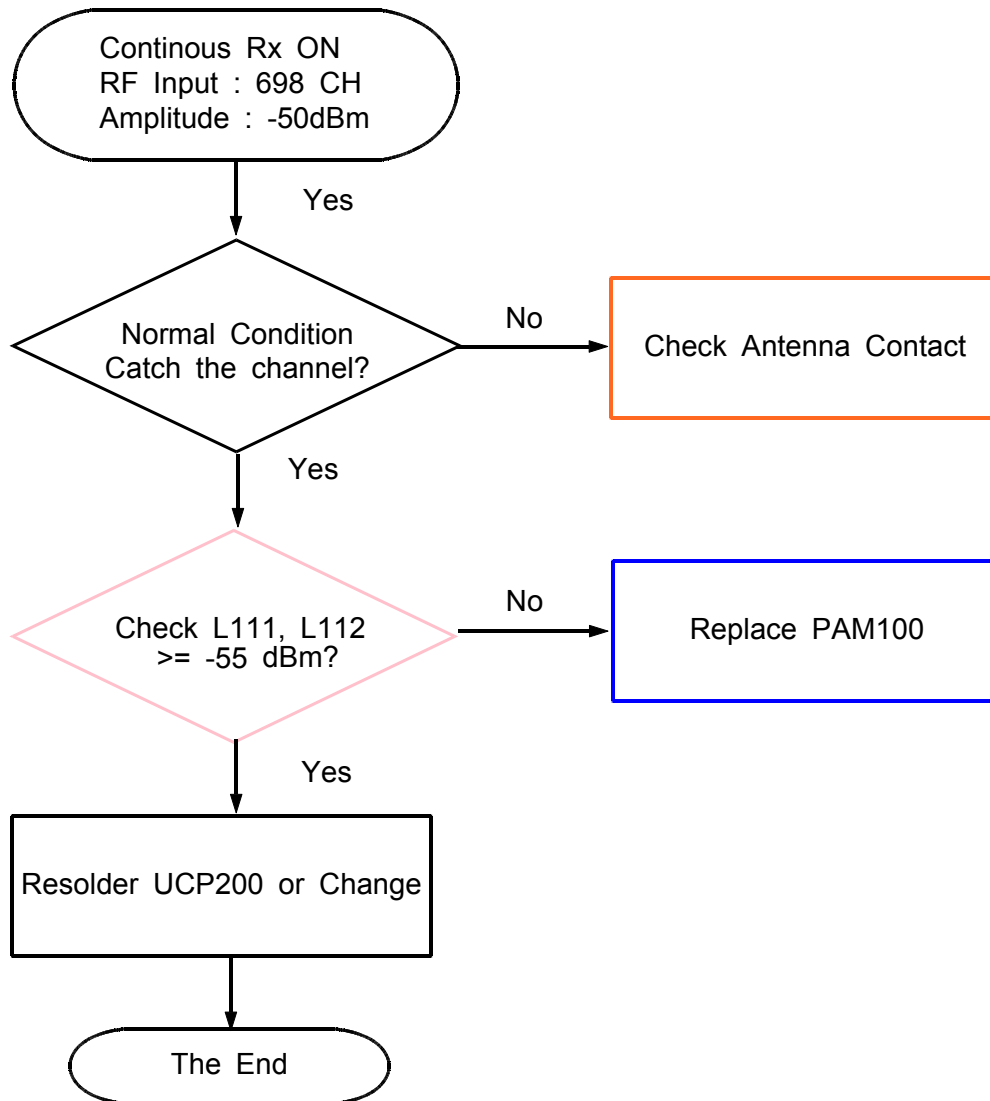 Continous Rx ON
RF Input : 698 CH
Amplitude : -50dBm
Yes
Normal Condition
Catch the channel?
No
Check Antenna Contact
Yes
Check L111, L112
>= -55 dBm?
No
Replace PAM100
Yes
Resolder UCP200 or Change
The End